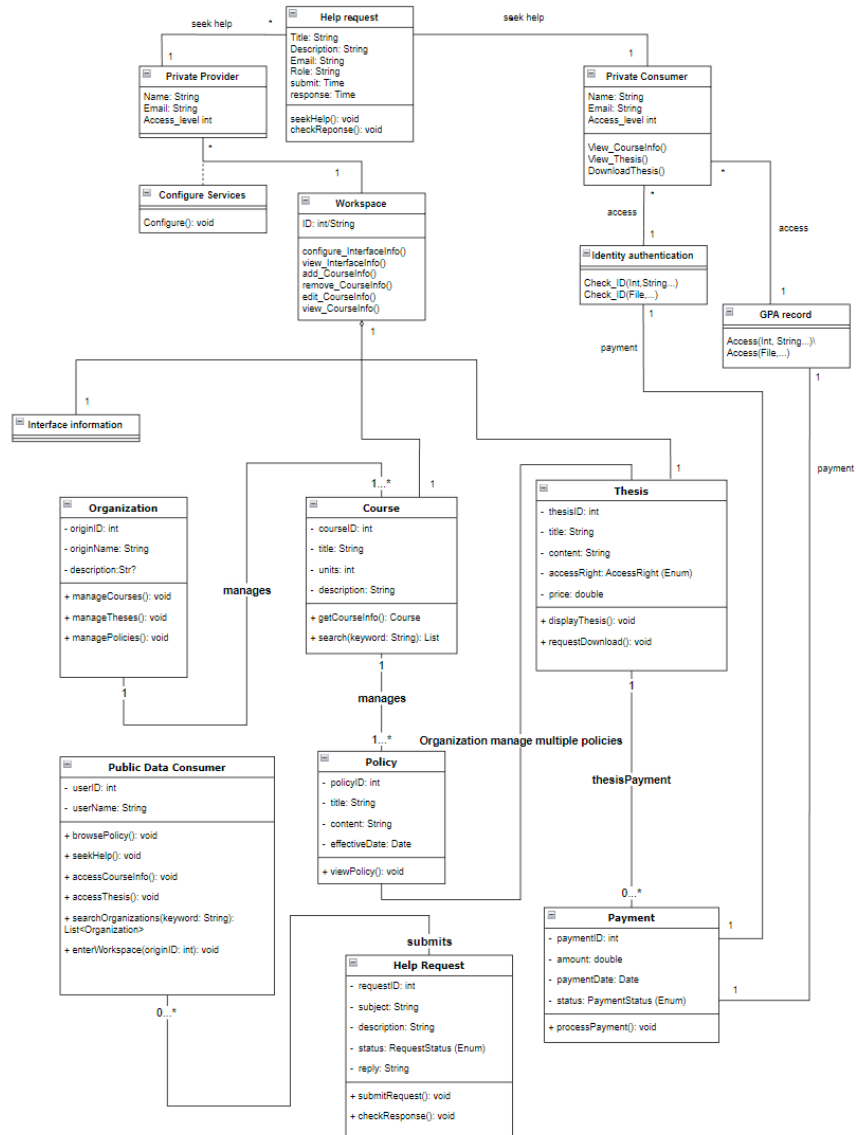 seek help
*
1
Help request
Title: String
Description: String
Email: String
Role: String
submit: Time
response: Time
seekHelp(): void
checkReponse(): void
seek help
1
Private Provider
Name: String
Email: String
Access_level int
*
1
Configure Services
Configure(): void
Private Consumer
Name: String
Email: String
Access_level int
View_CourseInfo()
View_Thesis()
DownloadThesis()
*
*
access
1
access
1
Workspace
ID: int/String
configure_InterfaceInfo()
view_InterfaceInfo()
add_CourseInfo()
remove_CourseInfo()
edit_CourseInfo()
view_CourseInfo()
1
Identity authentication
Check_ID(Int,String...)
Check_ID(File,...)
1
payment
GPA record
Access(Int, String...)\
Access(File,...)
1
payment
1
Interface information
1
1
1...*
Organization
- originID: int
- originName: String
- description:Str?
+ manageCourses(): void
+ manageTheses(): void
+ managePolicies(): void
1
manages
Course
- courseID: int
- title: String
- units: int
- description: String
+ getCourseInfo(): Course
+ search(keyword: String): List
1
manages
1...*
Thesis
- thesisID: int
- title: String
- content: String
- accessRight: AccessRight (Enum)
- price: double
+ displayThesis(): void
+ requestDownload(): void
1
Organization manage multiple policies
thesisPayment
0...*
Public Data Consumer
- userID: int
- userName: String
+ browsePolicy(): void
+ seekHelp(): void
+ accessCourseInfo(): void
+ accessThesis(): void
+ searchOrganizations(keyword: String):
List<Organization>
+ enterWorkspace(originID: int): void
0...*
Policy
- policyID: int
- title: String
- content: String
- effectiveDate: Date
+ viewPolicy(): void
submits
Help Request
- requestID: int
- subject: String
- description: String
- status: RequestStatus (Enum)
- reply: String
+ submitRequest(): void
+ checkResponse(): void
Payment
- paymentID: int
- amount: double
- paymentDate: Date
- status: PaymentStatus (Enum)
+ processPayment(): void
1
1